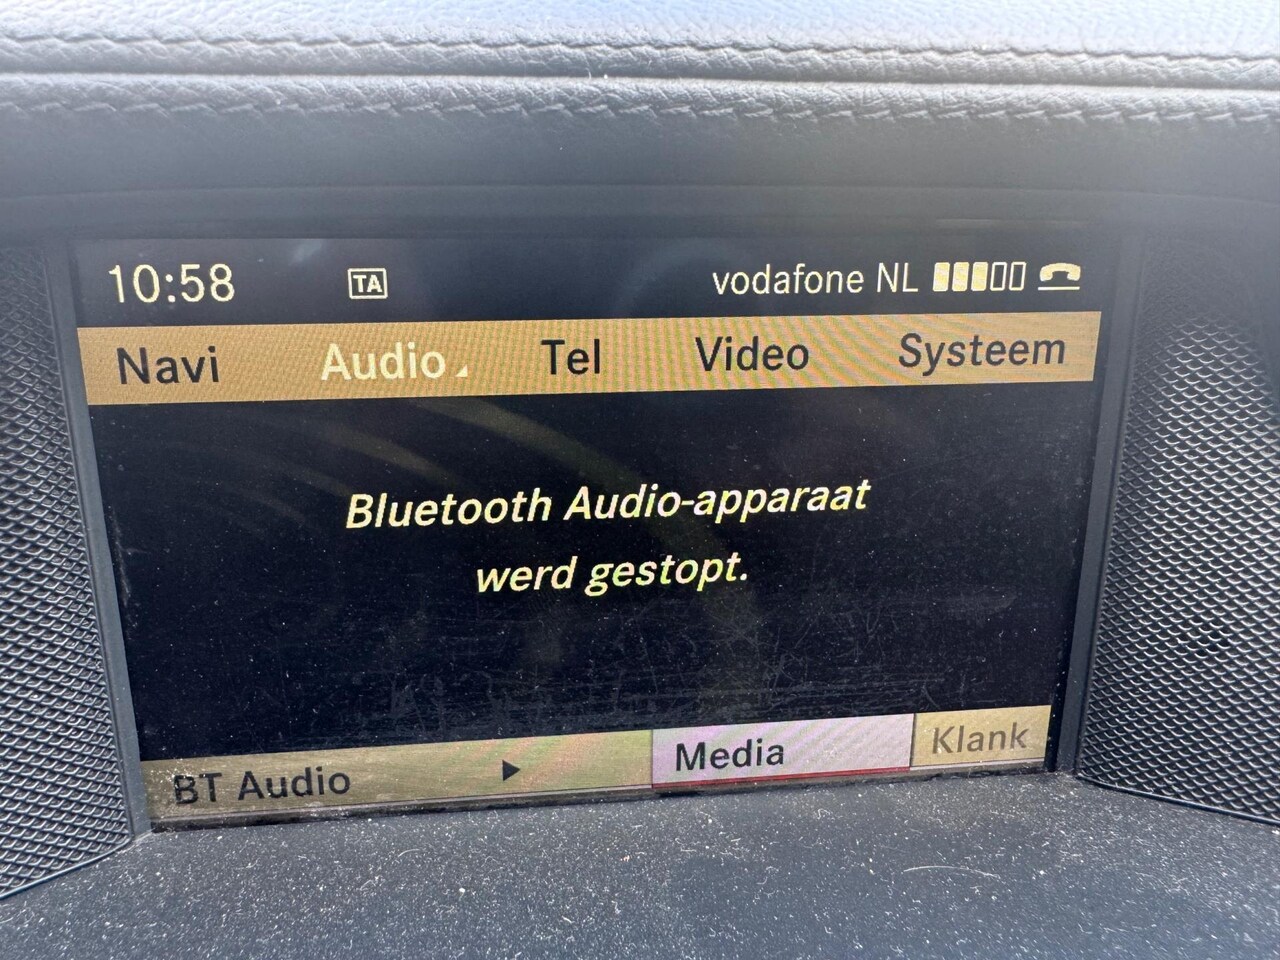 10:58 TA vodafone NL
Navi Audio Tel Video Systeem
Bluetooth Audio-apparaat
werd gestopt.
BT Audio Media Klank